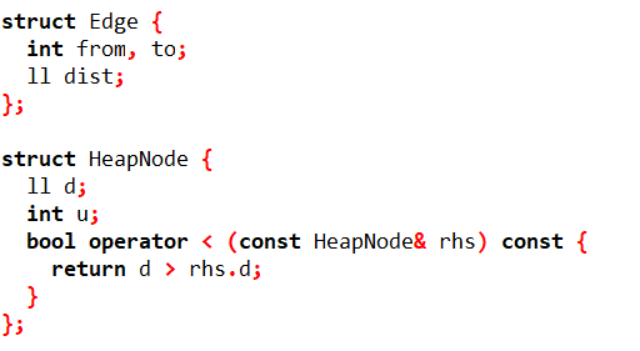 struct Edge {
  int from, to;
  ll dist;
};

struct HeapNode {
  ll d;
  int u;
  bool operator < (const HeapNode& rhs) const {
    return d > rhs.d;
  }
};